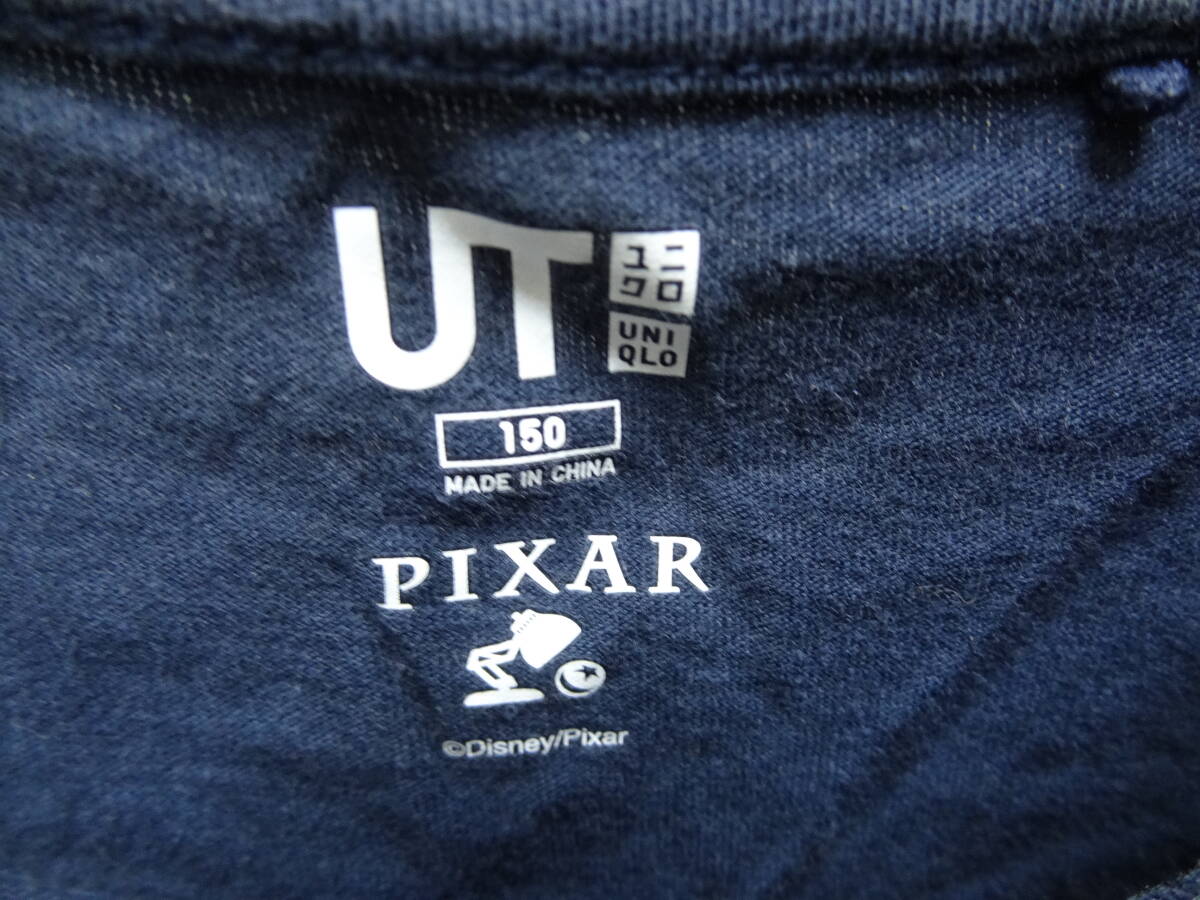 UT
ユニ
クロ
UNI
QLO
150
MADE IN CHINA
PIXAR
©Disney/Pixar